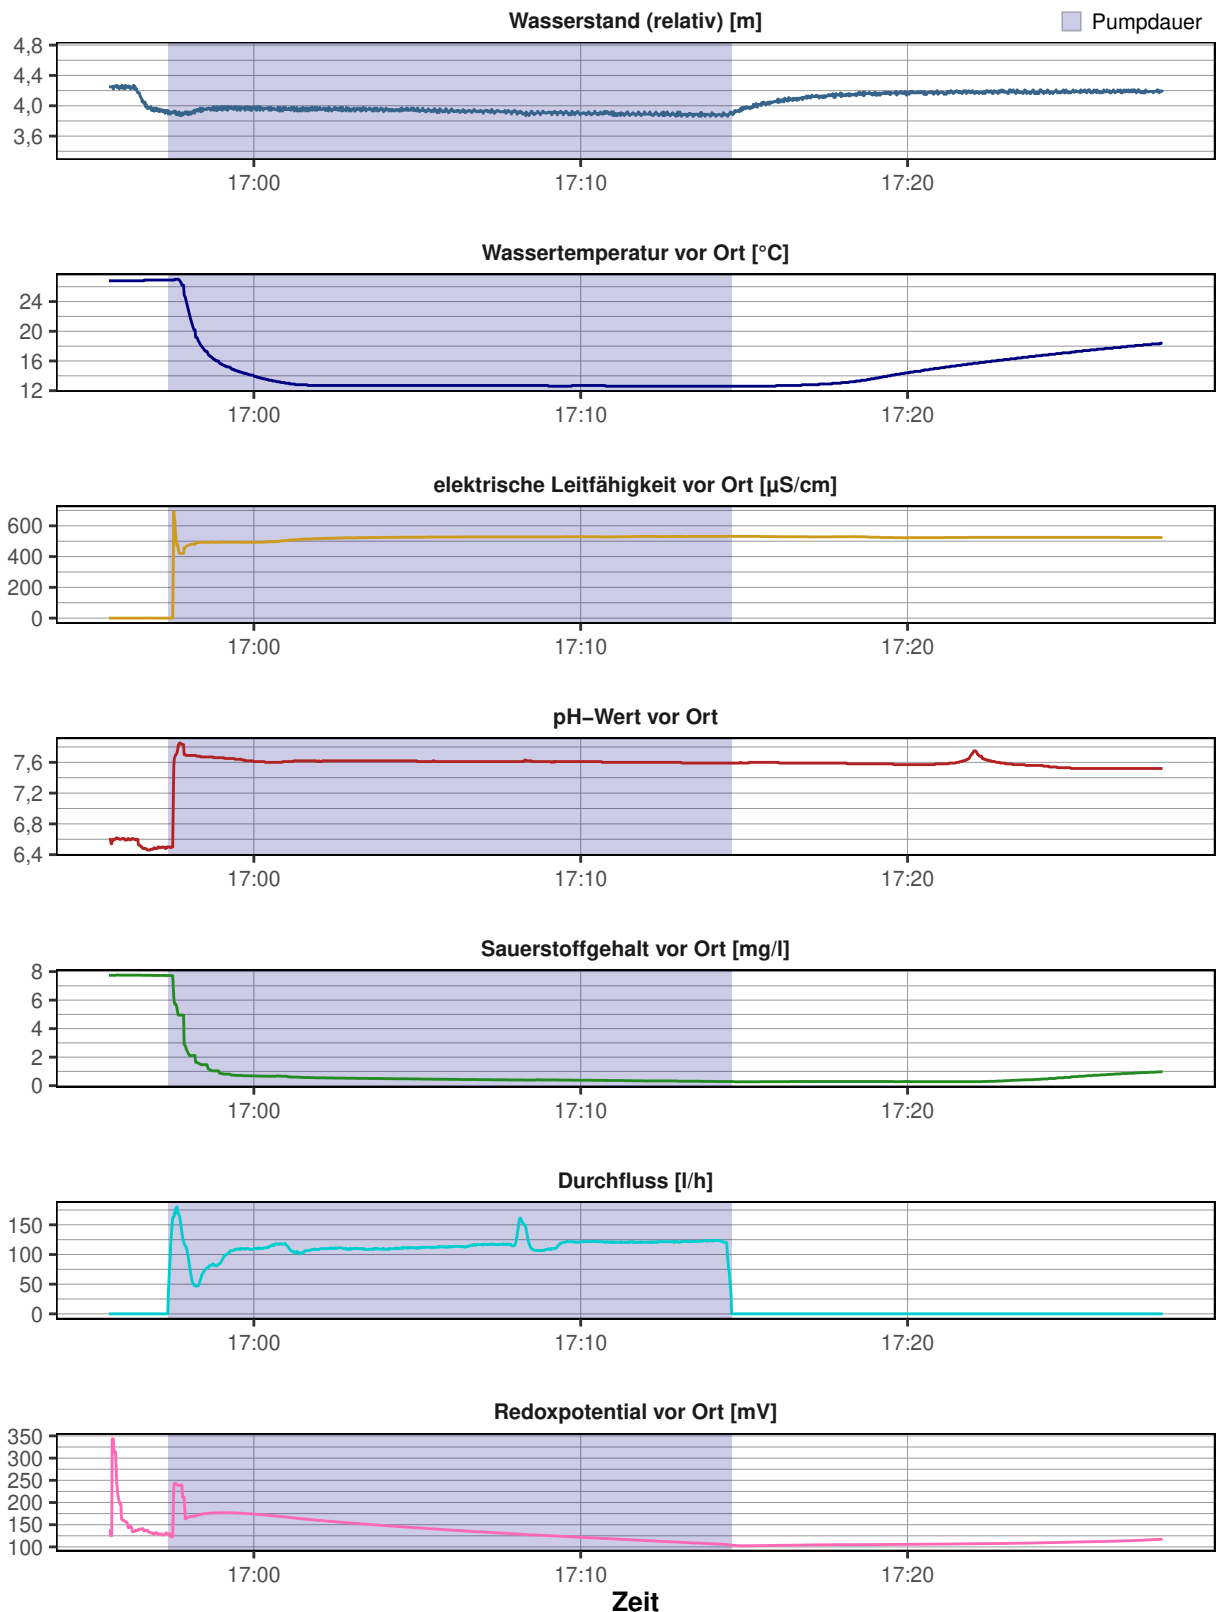 Wasserstand (relativ) [m]
Pumpdauer
4,8
4,4
4,0
3,6
17:00 17:10 17:20
Wassertemperatur vor Ort [°C]
24
20
16
12
17:00 17:10 17:20
elektrische Leitfähigkeit vor Ort [µS/cm]
600
400
200
0
17:00 17:10 17:20
pH−Wert vor Ort
7,6
7,2
6,8
6,4
17:00 17:10 17:20
Sauerstoffgehalt vor Ort [mg/l]
8
6
4
2
0
17:00 17:10 17:20
Durchfluss [l/h]
150
100
50
0
17:00 17:10 17:20
Redoxpotential vor Ort [mV]
350
300
250
200
150
100
17:00 17:10 17:20
Zeit